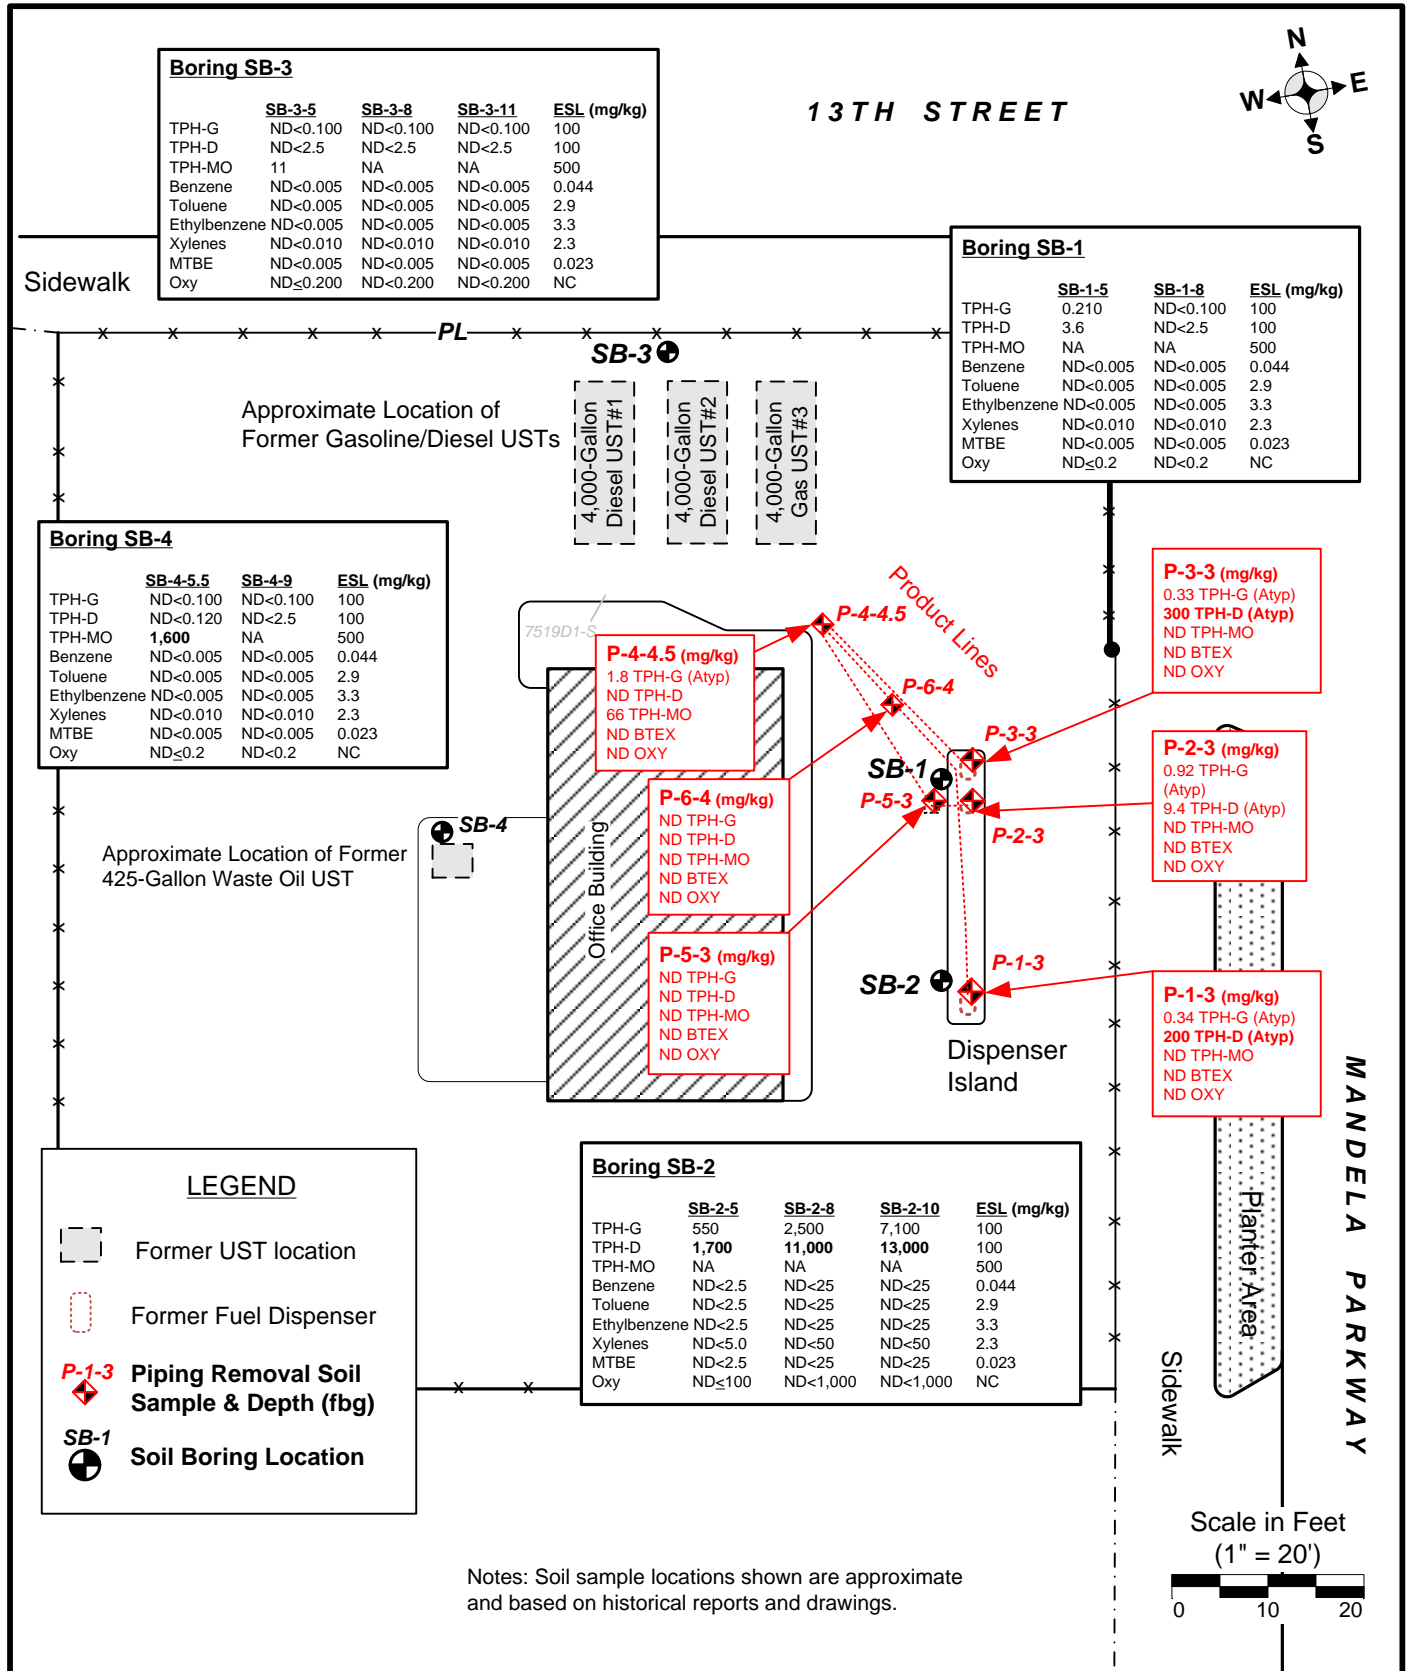 Boring SB-3
SB-3-5 SB-3-8 SB-3-11 ESL (mg/kg)
TPH-G ND<0.100 ND<0.100 ND<0.100 100
TPH-D ND<2.5 ND<2.5 ND<2.5 100
TPH-MO 11 NA NA 500
Benzene ND<0.005 ND<0.005 ND<0.005 0.044
Toluene ND<0.005 ND<0.005 ND<0.005 2.9
Ethylbenzene ND<0.005 ND<0.005 ND<0.005 3.3
Xylenes ND<0.010 ND<0.010 ND<0.010 2.3
MTBE ND<0.005 ND<0.005 ND<0.005 0.023
Oxy ND≤0.200 ND<0.200 ND<0.200 NC
13TH STREET
N
W E
S
Sidewalk
PL
Boring SB-1
SB-1-5 SB-1-8 ESL (mg/kg)
TPH-G 0.210 ND<0.100 100
TPH-D 3.6 ND<2.5 100
TPH-MO NA NA 500
Benzene ND<0.005 ND<0.005 0.044
Toluene ND<0.005 ND<0.005 2.9
Ethylbenzene ND<0.005 ND<0.005 3.3
Xylenes ND<0.010 ND<0.010 2.3
MTBE ND<0.005 ND<0.005 0.023
Oxy ND≤0.2 ND<0.2 NC
SB-3
Approximate Location of
Former Gasoline/Diesel USTs
4,000-Gallon
Diesel UST#1
4,000-Gallon
Diesel UST#2
4,000-Gallon
Gas UST#3
Boring SB-4
SB-4-5.5 SB-4-9 ESL (mg/kg)
TPH-G ND<0.100 ND<0.100 100
TPH-D ND<0.120 ND<2.5 100
TPH-MO 1,600 NA 500
Benzene ND<0.005 ND<0.005 0.044
Toluene ND<0.005 ND<0.005 2.9
Ethylbenzene ND<0.005 ND<0.005 3.3
Xylenes ND<0.010 ND<0.010 2.3
MTBE ND<0.005 ND<0.005 0.023
Oxy ND≤0.2 ND<0.2 NC
7519D1-S
Product Lines
P-4-4.5
P-4-4.5 (mg/kg)
1.8 TPH-G (Atyp)
ND TPH-D
66 TPH-MO
ND BTEX
ND OXY
P-3-3 (mg/kg)
0.33 TPH-G (Atyp)
300 TPH-D (Atyp)
ND TPH-MO
ND BTEX
ND OXY
P-6-4
P-3-3
SB-1
P-5-3
P-2-3
P-2-3 (mg/kg)
0.92 TPH-G
(Atyp)
9.4 TPH-D (Atyp)
ND TPH-MO
ND BTEX
ND OXY
P-6-4 (mg/kg)
ND TPH-G
ND TPH-D
ND TPH-MO
ND BTEX
ND OXY
SB-4
Approximate Location of Former
425-Gallon Waste Oil UST
Office Building
P-5-3 (mg/kg)
ND TPH-G
ND TPH-D
ND TPH-MO
ND BTEX
ND OXY
P-1-3
SB-2
P-1-3 (mg/kg)
0.34 TPH-G (Atyp)
200 TPH-D (Atyp)
ND TPH-MO
ND BTEX
ND OXY
Dispenser
Island
MANDELA PARKWAY
Planter Area
Sidewalk
Boring SB-2
SB-2-5 SB-2-8 SB-2-10 ESL (mg/kg)
TPH-G 550 2,500 7,100 100
TPH-D 1,700 11,000 13,000 100
TPH-MO NA NA NA 500
Benzene ND<2.5 ND<25 ND<25 0.044
Toluene ND<2.5 ND<25 ND<25 2.9
Ethylbenzene ND<2.5 ND<25 ND<25 3.3
Xylenes ND<5.0 ND<50 ND<50 2.3
MTBE ND<2.5 ND<25 ND<25 0.023
Oxy ND≤100 ND<1,000 ND<1,000 NC
LEGEND
Former UST location
Former Fuel Dispenser
P-1-3 Piping Removal Soil
Sample & Depth (fbg)
SB-1
Soil Boring Location
Notes: Soil sample locations shown are approximate
and based on historical reports and drawings.
Scale in Feet
(1" = 20')
0 10 20